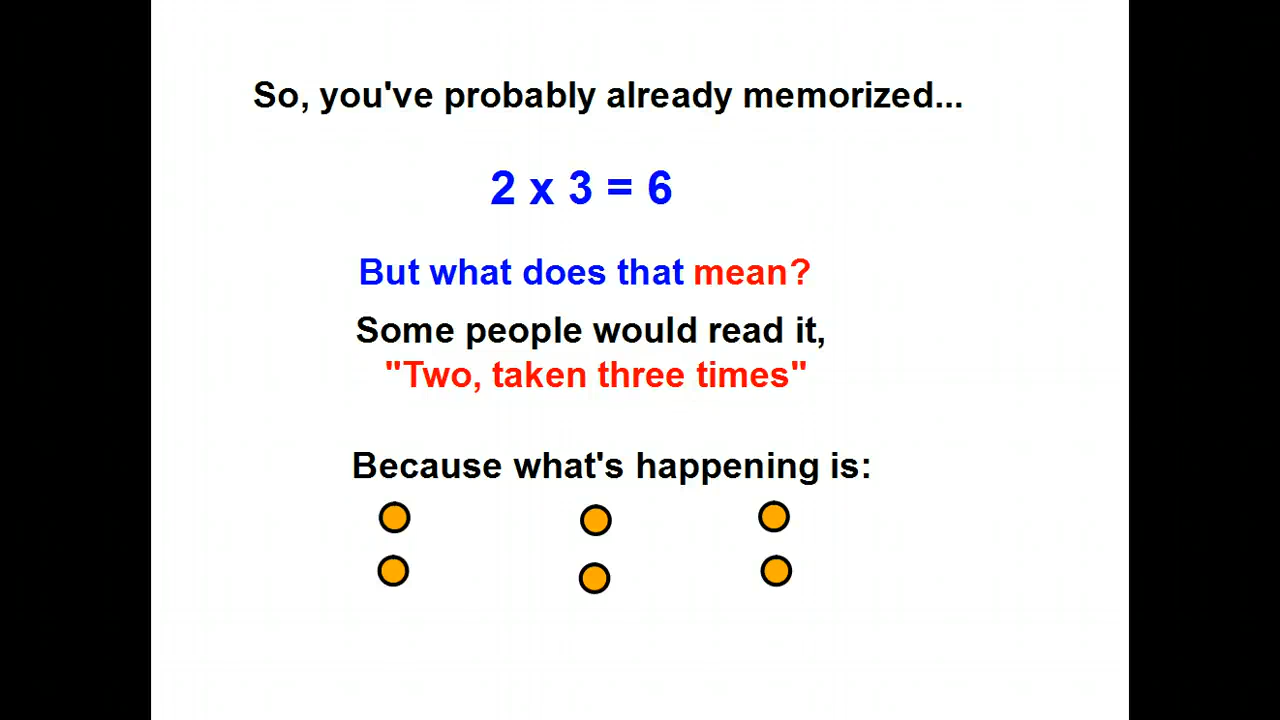 So, you've probably already memorized...
2 x 3 = 6
But what does that mean?
Some people would read it,
"Two, taken three times"
Because what's happening is: